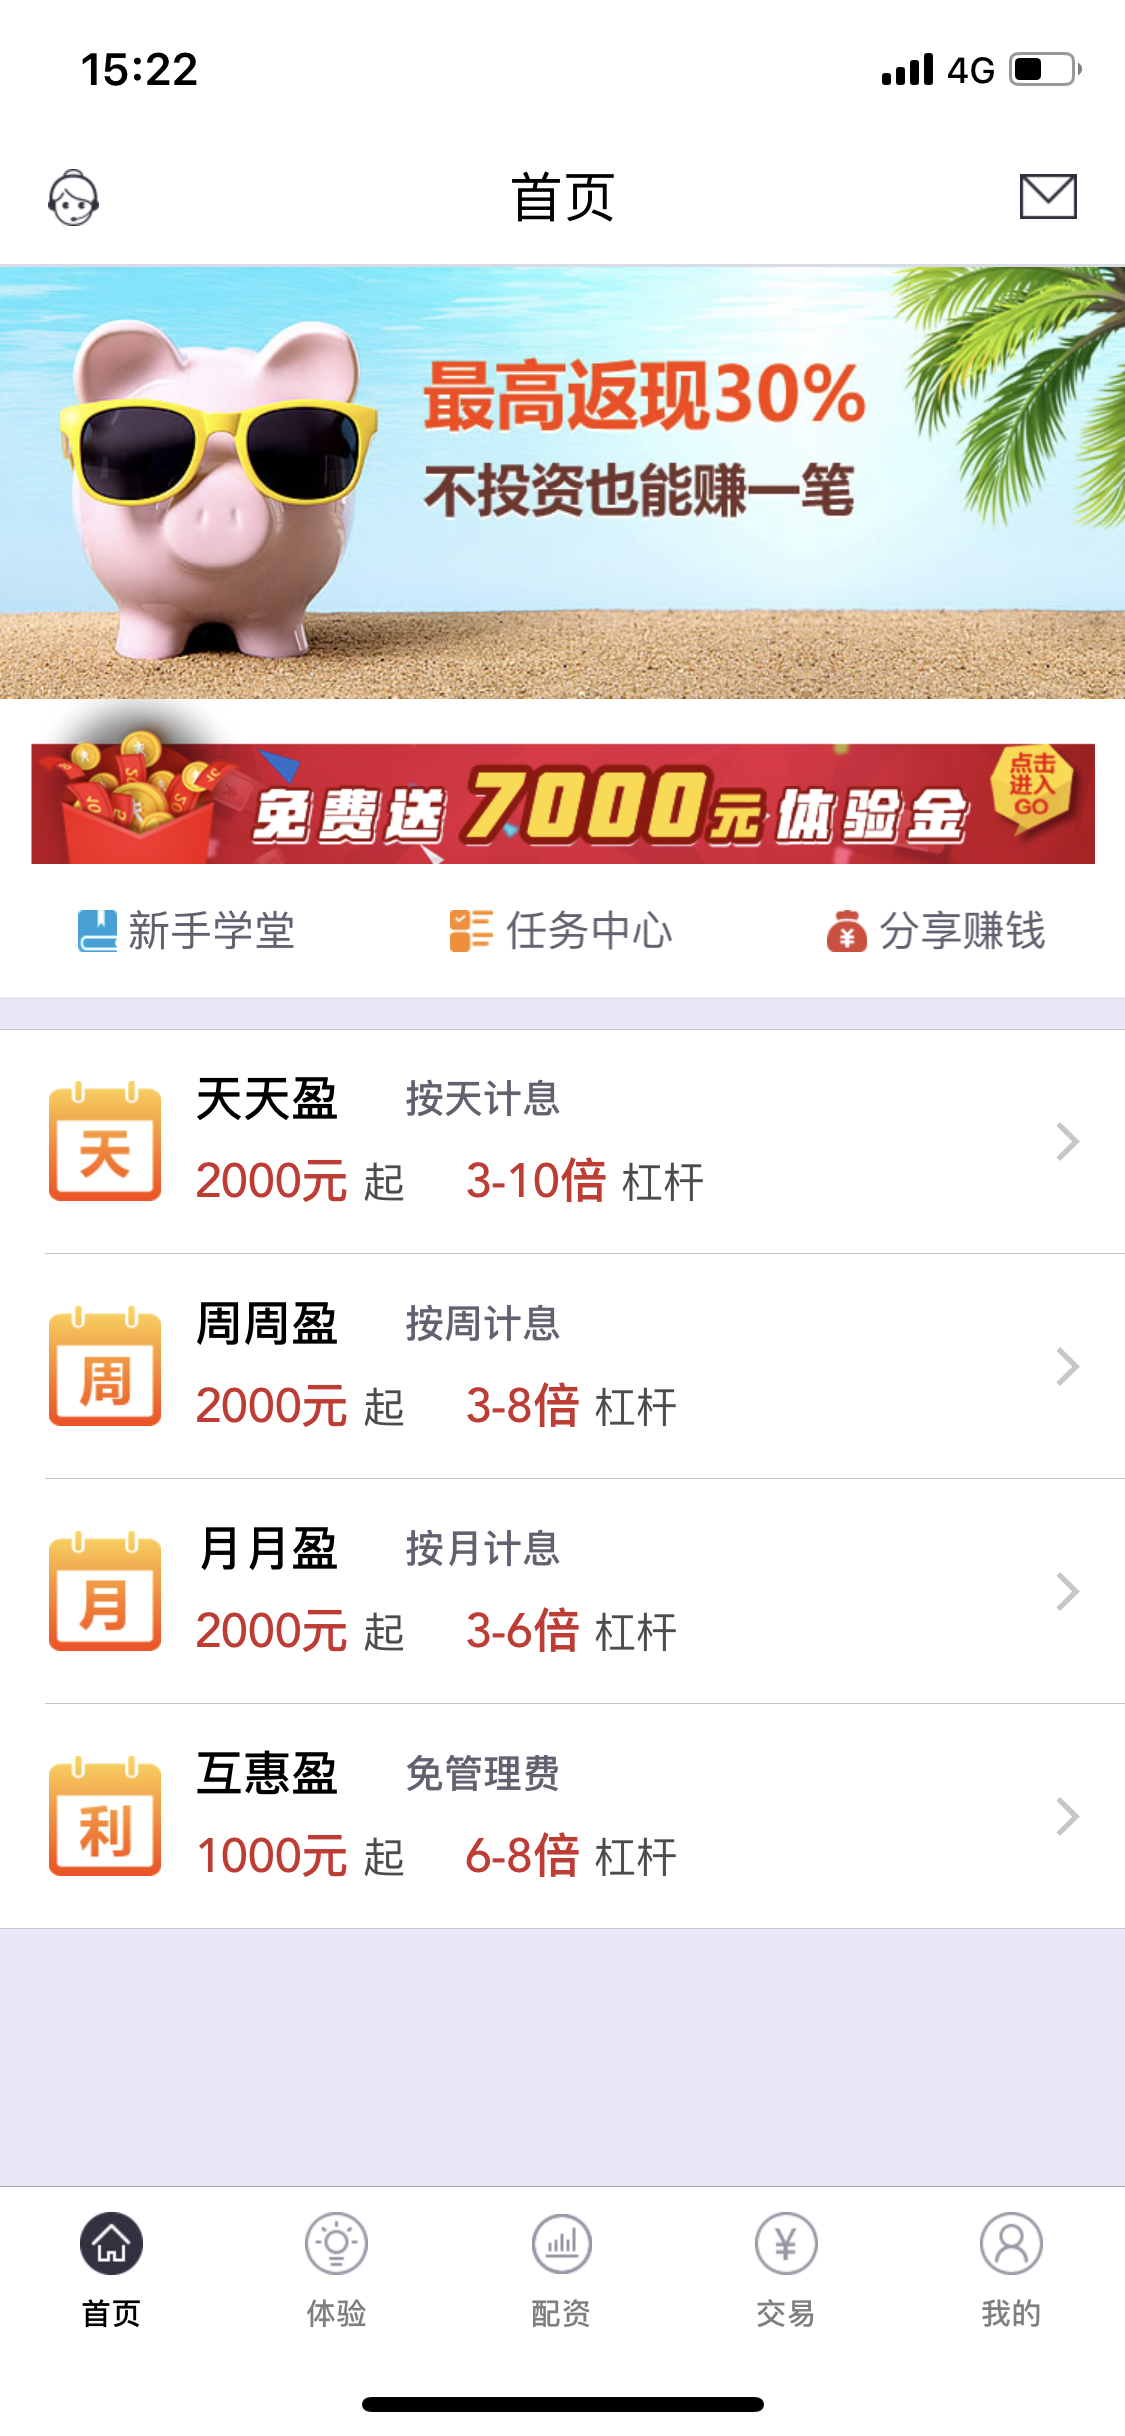 15:22
4G
首页
最高返现30%
不投资也能赚一笔
免费送7000元体验金
点击
进入
GO
新手学堂
任务中心
分享赚钱
天
天天盈 按天计息
2000元 起 3-10倍 杠杆
周
周周盈 按周计息
2000元 起 3-8倍 杠杆
月
月月盈 按月计息
2000元 起 3-6倍 杠杆
利
互惠盈 免管理费
1000元 起 6-8倍 杠杆
首页
体验
配资
交易
我的